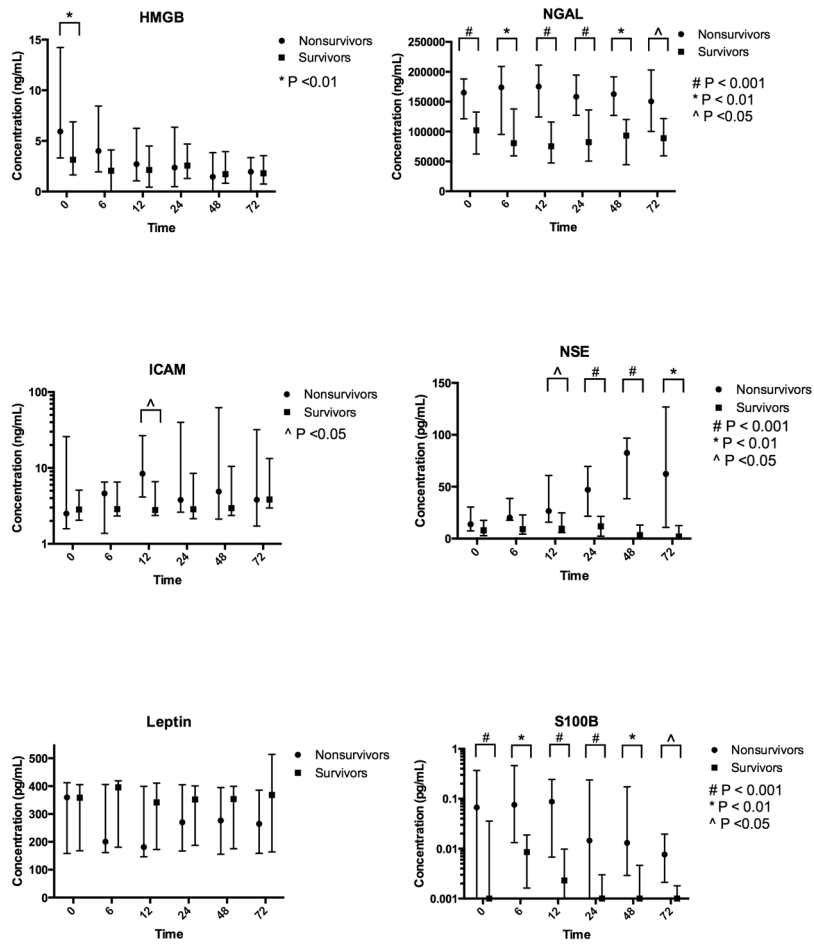 HMGB
*
15
10
5
0
Concentration (ng/mL)
0 6 12 24 48 72
Time
Nonsurvivors
Survivors
* P <0.01
NGAL
# * # # * ^
250000
200000
150000
100000
50000
0
Concentration (ng/mL)
0 6 12 24 48 72
Time
Nonsurvivors
Survivors
# P < 0.001
* P < 0.01
^ P <0.05
ICAM
^
100
10
1
Concentration (ng/mL)
0 6 12 24 48 72
Time
Nonsurvivors
Survivors
^ P <0.05
NSE
^ # # *
150
100
50
0
Concentration (pg/mL)
0 6 12 24 48 72
Time
Nonsurvivors
Survivors
# P < 0.001
* P < 0.01
^ P <0.05
Leptin
500
400
300
200
100
0
Concentration (pg/mL)
0 6 12 24 48 72
Time
Nonsurvivors
Survivors
S100B
# * # # * ^
1
0.1
0.01
0.001
Concentration (pg/mL)
0 6 12 24 48 72
Time
Nonsurvivors
Survivors
# P < 0.001
* P < 0.01
^ P <0.05